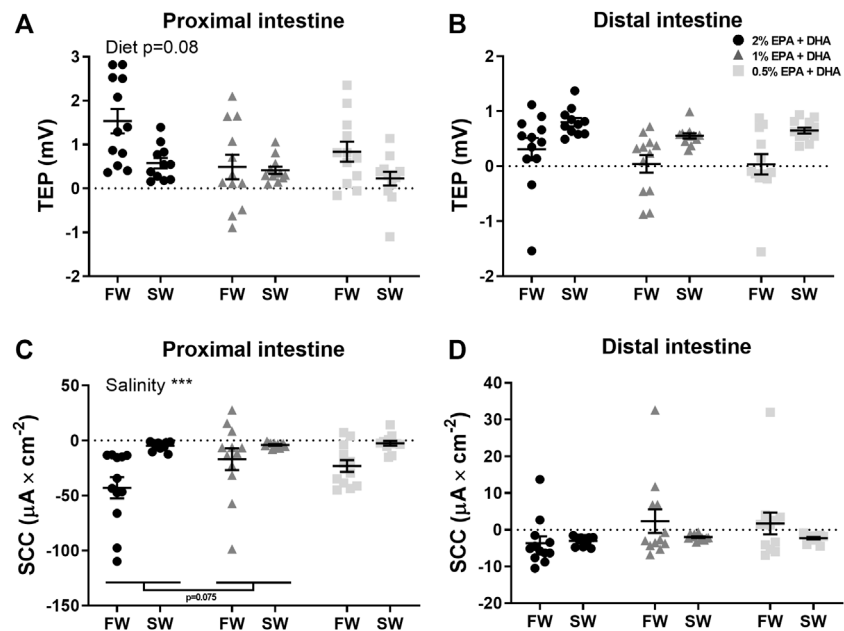 A
Proximal intestine
Diet p=0.08
TEP (mV)
3
2
1
0
1
-2
FW
SW
FW
SW
FW
SW
B
Distal intestine
2% EPA + DHA
1% EPA + DHA
0.5% EPA + DHA
TEP (mV)
2
1
0
1
-2
FW
SW
FW
SW
FW
SW
C
Proximal intestine
Salinity ***
SCC (µA × cm⁻²)
50
0
-50
-100
-150
p=0.075
FW
SW
FW
SW
FW
SW
D
Distal intestine
SCC (µA × cm⁻²)
40
30
20
10
0
-10
-20
FW
SW
FW
SW
FW
SW